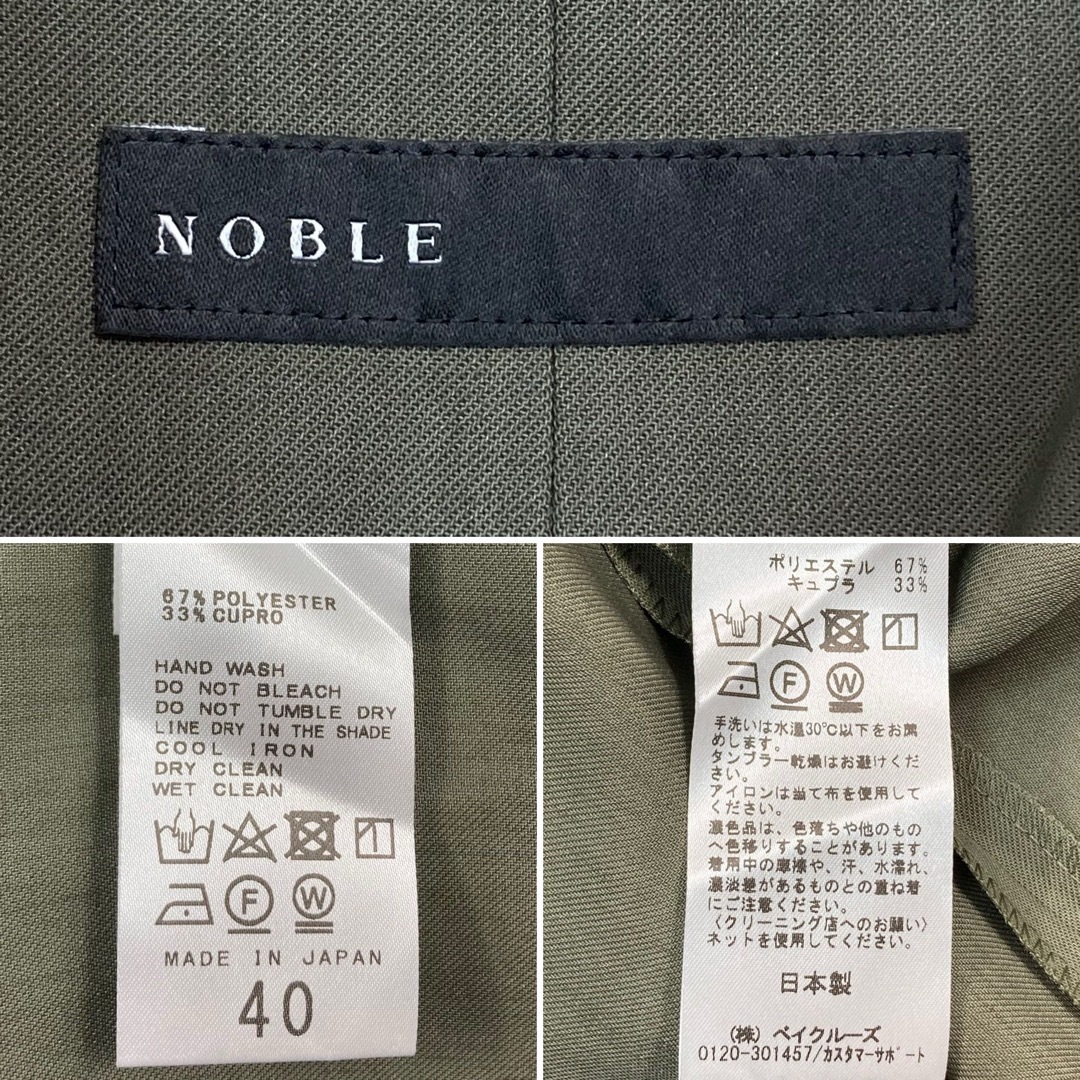 NOBLE
67% POLYESTER
33% CUPRO
HAND WASH
DO NOT BLEACH
DO NOT TUMBLE DRY
LINE DRY IN THE SHADE
COOL IRON
DRY CLEAN
WET CLEAN
F W
MADE IN JAPAN
40
ポリエステル 67%
キュプラ 33%
F W
手洗いは水温30℃以下をお薦
めします。
タンブラー乾燥はお避けくだ
さい。
アイロンは当て布を使用して
ください。
濃色品は、色落ちや他のもの
へ色移りすることがあります。
着用中の摩擦や、汗、水濡れ、
濃淡差があるものとの重ね着
にご注意ください。
〈クリーニング店へのお願い〉
ネットを使用してください。
日本製
(株) ベイクルーズ
0120-301457/カスタマーサポート